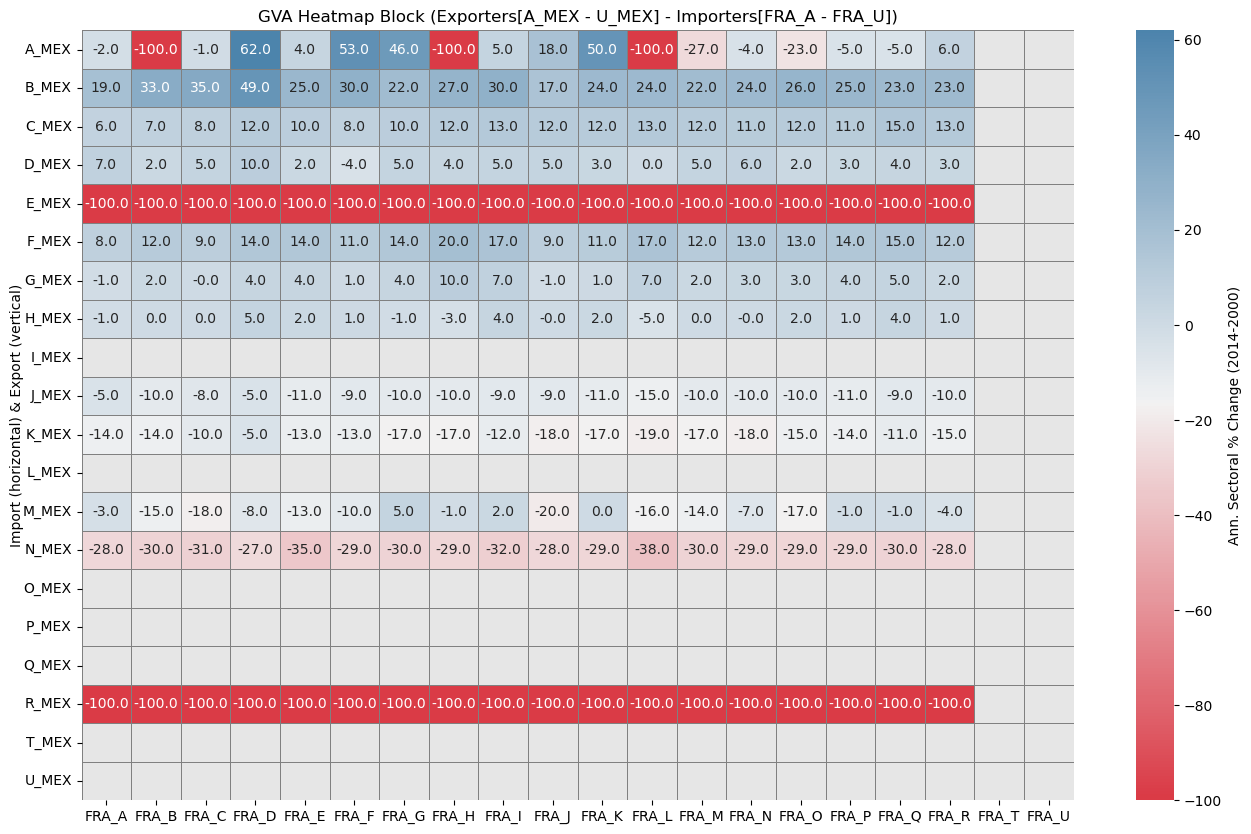 GVA Heatmap Block (Exporters[A_MEX - U_MEX] - Importers[FRA_A - FRA_U])
Import (horizontal) & Export (vertical)
A_MEX -2.0 -100.0 -1.0 62.0 4.0 53.0 46.0 -100.0 5.0 18.0 50.0 -100.0 -27.0 -4.0 -23.0 -5.0 -5.0 6.0
B_MEX 19.0 33.0 35.0 49.0 25.0 30.0 22.0 27.0 30.0 17.0 24.0 24.0 22.0 24.0 26.0 25.0 23.0 23.0
C_MEX 6.0 7.0 8.0 12.0 10.0 8.0 10.0 12.0 13.0 12.0 12.0 13.0 12.0 11.0 12.0 11.0 15.0 13.0
D_MEX 7.0 2.0 5.0 10.0 2.0 -4.0 5.0 4.0 5.0 5.0 3.0 0.0 5.0 6.0 2.0 3.0 4.0 3.0
E_MEX -100.0 -100.0 -100.0 -100.0 -100.0 -100.0 -100.0 -100.0 -100.0 -100.0 -100.0 -100.0 -100.0 -100.0 -100.0 -100.0 -100.0 -100.0
F_MEX 8.0 12.0 9.0 14.0 14.0 11.0 14.0 20.0 17.0 9.0 11.0 17.0 12.0 13.0 13.0 14.0 15.0 12.0
G_MEX -1.0 2.0 -0.0 4.0 4.0 1.0 4.0 10.0 7.0 -1.0 1.0 7.0 2.0 3.0 3.0 4.0 5.0 2.0
H_MEX -1.0 0.0 0.0 5.0 2.0 1.0 -1.0 -3.0 4.0 -0.0 2.0 -5.0 0.0 -0.0 2.0 1.0 4.0 1.0
I_MEX
J_MEX -5.0 -10.0 -8.0 -5.0 -11.0 -9.0 -10.0 -10.0 -9.0 -9.0 -11.0 -15.0 -10.0 -10.0 -10.0 -11.0 -9.0 -10.0
K_MEX -14.0 -14.0 -10.0 -5.0 -13.0 -13.0 -17.0 -17.0 -12.0 -18.0 -17.0 -19.0 -17.0 -18.0 -15.0 -14.0 -11.0 -15.0
L_MEX
M_MEX -3.0 -15.0 -18.0 -8.0 -13.0 -10.0 5.0 -1.0 2.0 -20.0 0.0 -16.0 -14.0 -7.0 -17.0 -1.0 -1.0 -4.0
N_MEX -28.0 -30.0 -31.0 -27.0 -35.0 -29.0 -30.0 -29.0 -32.0 -28.0 -29.0 -38.0 -30.0 -29.0 -29.0 -29.0 -30.0 -28.0
O_MEX
P_MEX
Q_MEX
R_MEX -100.0 -100.0 -100.0 -100.0 -100.0 -100.0 -100.0 -100.0 -100.0 -100.0 -100.0 -100.0 -100.0 -100.0 -100.0 -100.0 -100.0 -100.0
T_MEX
U_MEX
FRA_A FRA_B FRA_C FRA_D FRA_E FRA_F FRA_G FRA_H FRA_I FRA_J FRA_K FRA_L FRA_M FRA_N FRA_O FRA_P FRA_Q FRA_R FRA_T FRA_U
60
40
20
0
−20
−40
−60
−80
−100
Ann. Sectoral % Change (2014-2000)